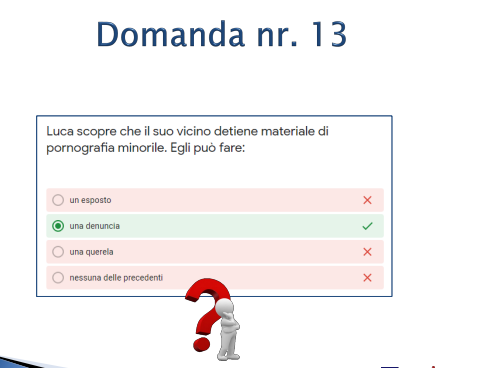 Domanda nr. 13
Luca scopre che il suo vicino detiene materiale di
pornografia minorile. Egli può fare:
un esposto
una denuncia
una querela
nessuna delle precedenti